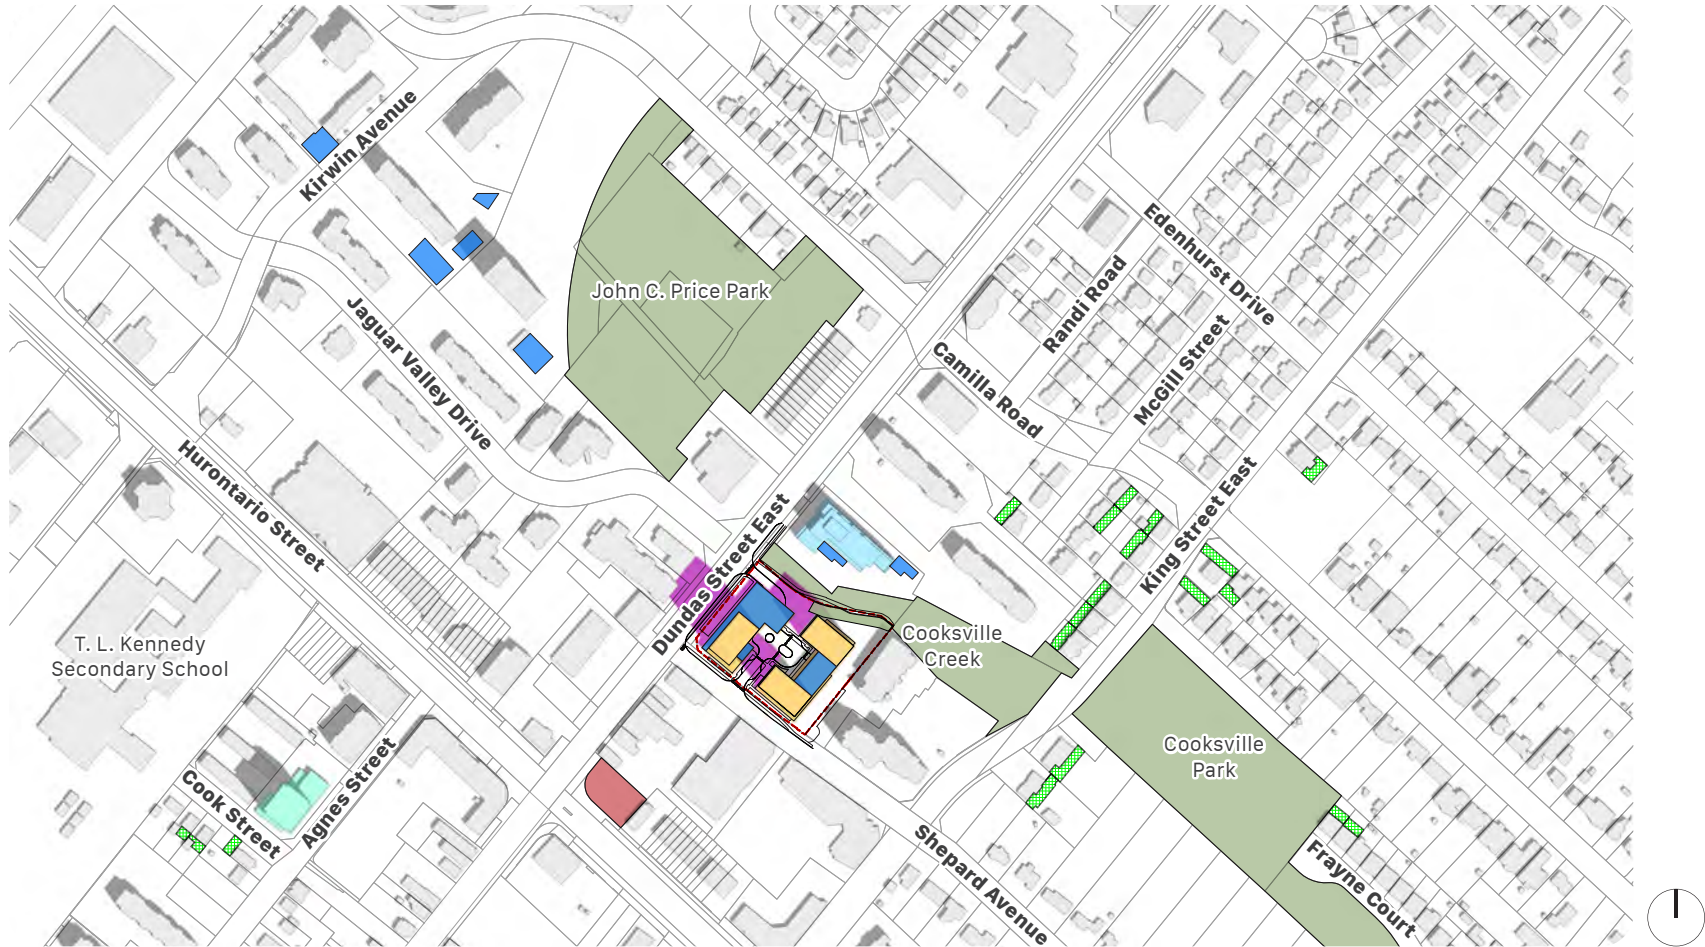 Kirwin Avenue
Edenhurst Drive
Randi Road
John C. Price Park
Jaguar Valley Drive
McGill Street
Camilla Road
Hurontario Street
King Street East
Dundas Street East
T. L. Kennedy
Secondary School
Cooksville
Creek
Cooksville
Park
Cook Street
Agnes Street
Shepard Avenue
Frayne Court